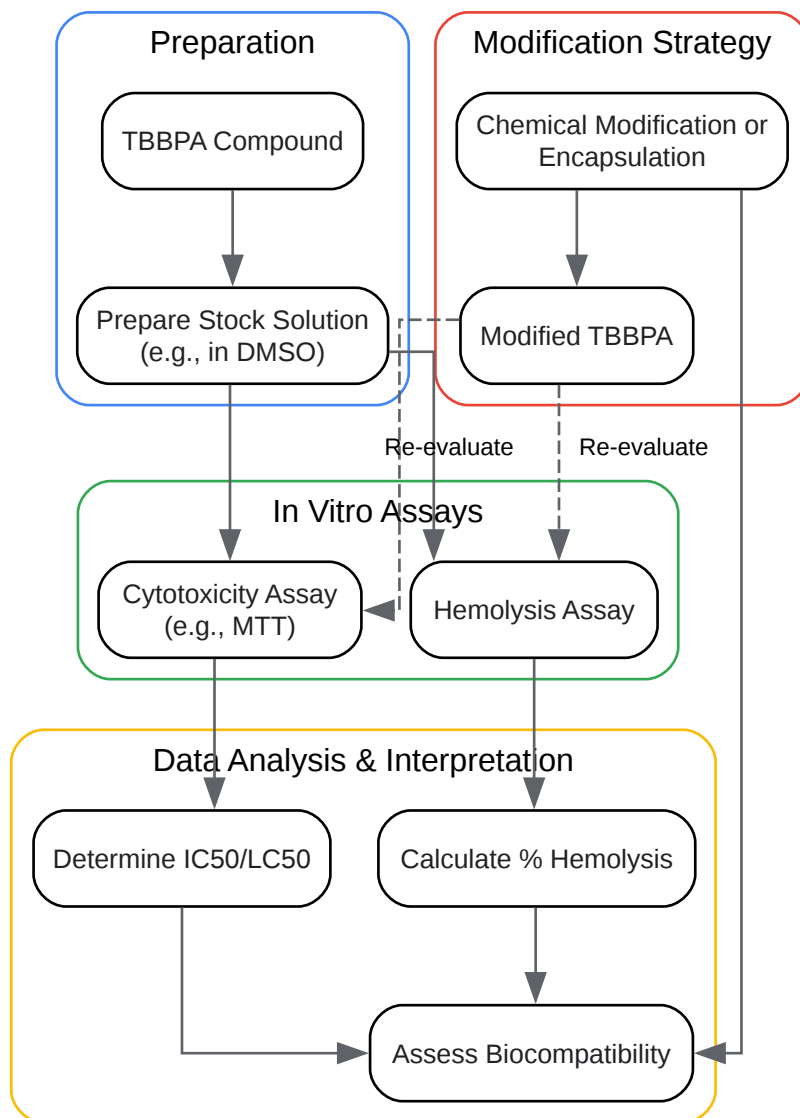 Preparation
Modification Strategy
TBBPA Compound
Chemical Modification or
Encapsulation
Prepare Stock Solution
(e.g., in DMSO)
Modified TBBPA
Re-evaluate
Re-evaluate
In Vitro Assays
Cytotoxicity Assay
(e.g., MTT)
Hemolysis Assay
Data Analysis & Interpretation
Determine IC50/LC50
Calculate % Hemolysis
Assess Biocompatibility